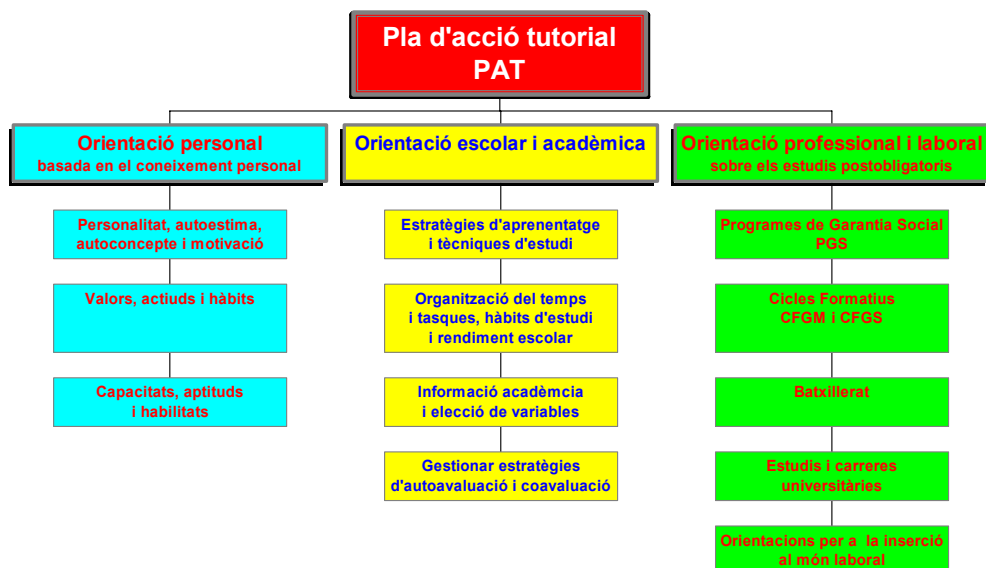 Pla d'acció tutorial
PAT
Orientació personal
basada en el coneixement personal
Personalitat, autoestima,
autoconcepte i motivació
Valors, actiuds i hàbits
Capacitats, aptituds
i habilitats
Orientació escolar i acadèmica
Estratègies d'aprenentatge
i tècniques d'estudi
Organització del temps
i tasques, hàbits d'estudi
i rendiment escolar
Informació acadèmcia
i elecció de variables
Gestionar estratègies
d'autoavaluació i coavaluació
Orientació professional i laboral
sobre els estudis postobligatoris
Programes de Garantia Social
PGS
Cicles Formatius
CFGM i CFGS
Batxillerat
Estudis i carreres
universitàries
Orientacions per a la inserció
al món laboral